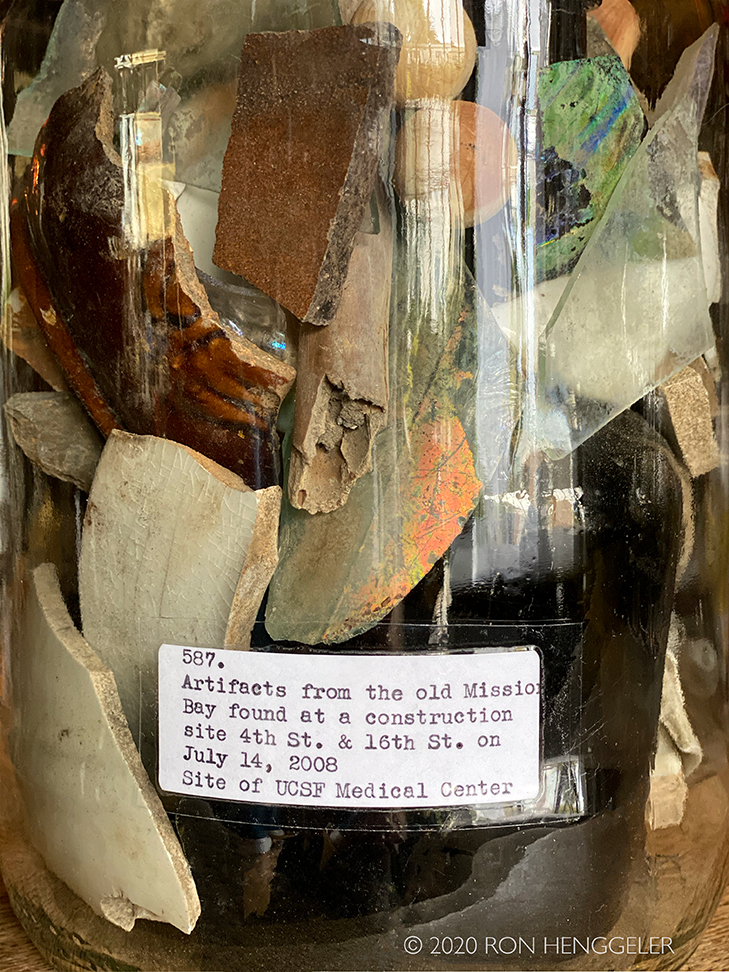 587.
Artifacts from the old Mission
Bay found at a construction
site 4th St. & 16th St. on
July 14, 2008
Site of UCSF Medical Center
© 2020 RON HENGGELER